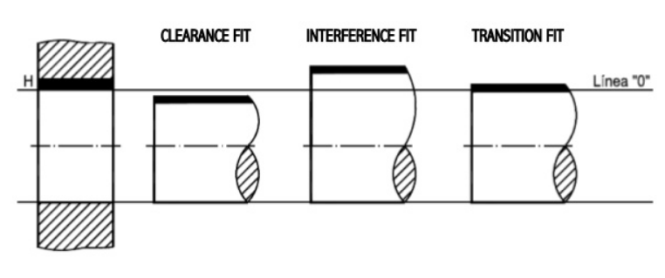 CLEARANCE FIT
INTERFERENCE FIT
TRANSITION FIT
H
Línea "0"